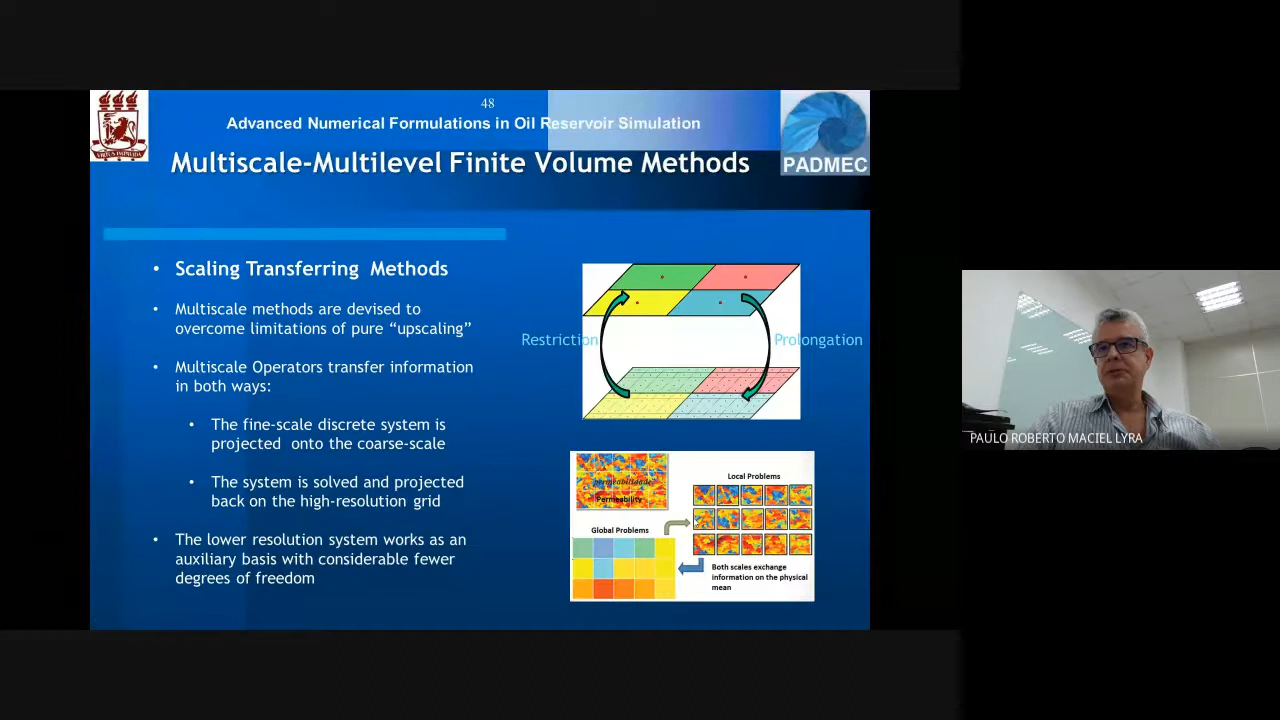 48
Advanced Numerical Formulations in Oil Reservoir Simulation
Multiscale-Multilevel Finite Volume Methods
PADMEC
• Scaling Transferring Methods
• Multiscale methods are devised to
overcome limitations of pure “upscaling”
• Multiscale Operators transfer information
in both ways:
• The fine-scale discrete system is
projected onto the coarse-scale
• The system is solved and projected
back on the high-resolution grid
• The lower resolution system works as an
auxiliary basis with considerable fewer
degrees of freedom
Restriction
Prolongation
permeabilidade
Permeability
Local Problems
Global Problems
Both scales exchange
information on the physical
mean
PAULO ROBERTO MACIEL LYRA